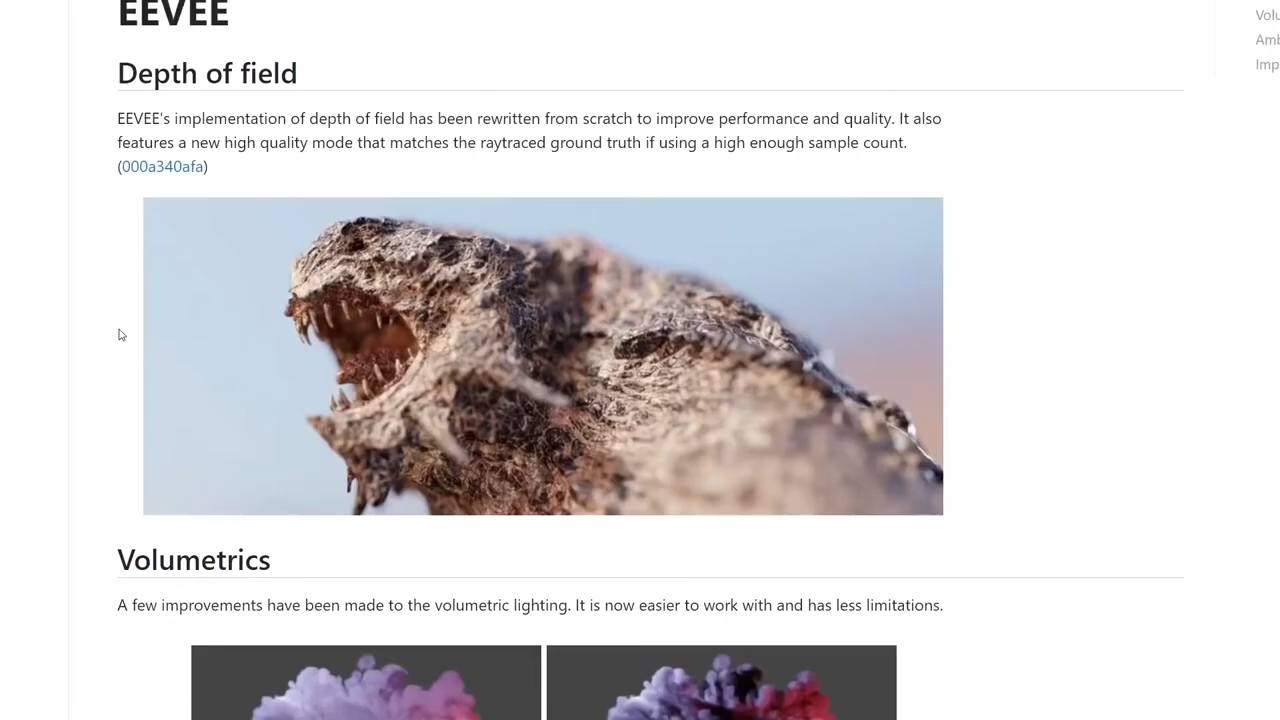 EEVEE
Depth of field
EEVEE's implementation of depth of field has been rewritten from scratch to improve performance and quality. It also
features a new high quality mode that matches the raytraced ground truth if using a high enough sample count.
(000a340afa)
Volumetrics
A few improvements have been made to the volumetric lighting. It is now easier to work with and has less limitations.
Volu
Amb
Imp